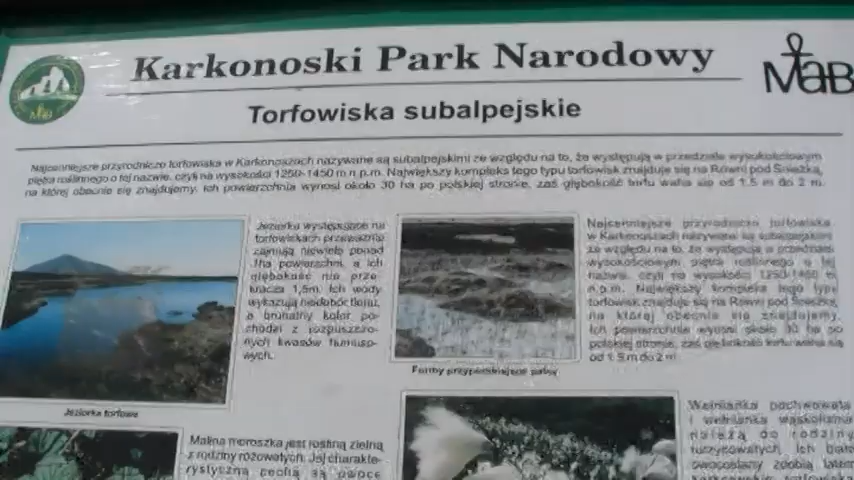 Karkonoski Park Narodowy
MaB
Torfowiska subalpejskie
Najcenniejsze przyrodniczo torfowiska w Karkonoszach nazywane są subalpejskimi ze względu na to, że występują w przedziale wysokościowym
piętra roślinnego o tej nazwie, czyli na wysokości 1250-1450 m n.p.m. Największy kompleks tego typu torfowisk znajduje się na Równi pod Śnieżką,
na której obecnie się znajdujemy. Ich powierzchnia wynosi około 30 ha po polskiej stronie, zaś głębokość torfu waha się od 1.5 m do 2 m.
Jeziorka występujące na
torfowiskach przeważnie
zajmują niewiele ponad
1ha powierzchni, a ich
głębokość nie prze-
kracza 1,5m. Ich wody
wykazują niedobór tlenu,
a brunatny kolor po-
chodzi z rozpuszczo-
nych kwasów humuso-
wych.
Jeziorka torfowe
Najcenniejsze przyrodniczo torfowiska
w Karkonoszach nazywane są subalpejskimi
ze względu na to, że występują w przedziale
wysokościowym piętra roślinnego o tej
nazwie, czyli na wysokości 1250-1450 m
n.p.m. Największy kompleks tego typu
torfowisk znajduje się na Równi pod Śnieżką,
na której obecnie się znajdujemy.
Ich powierzchnia wynosi około 30 ha po
polskiej stronie, zaś głębokość torfu waha się
od 1.5 m do 2 m.
Formy przypominające palsy
Malina moroszka jest rośliną zielną
z rodziny różowatych. Jej charakte-
rystyczną cechą są owoce
Wełnianka pochwowata
i wełnianka wąskolistna
należą do rodziny
turzycowatych. Ich białe
owocostany zdobią latem
karkonoskie torfowiska